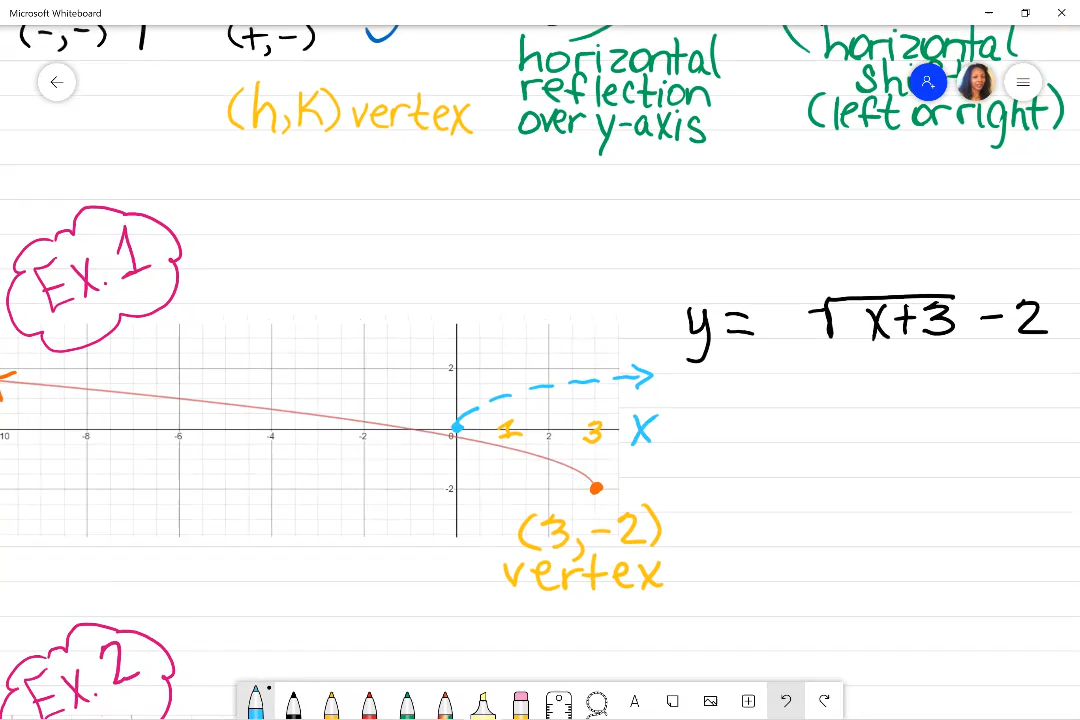 Microsoft Whiteboard
(-,-)
(+,-)
horizontal
reflection
over y-axis
horizontal
(left or right)
(h,K) vertex
Ex. 1
y = √x+3 - 2
2
-10 -8 -6 -4 -2 0 1 2 3 X
-2
(3,-2)
vertex
Ex. 2
A